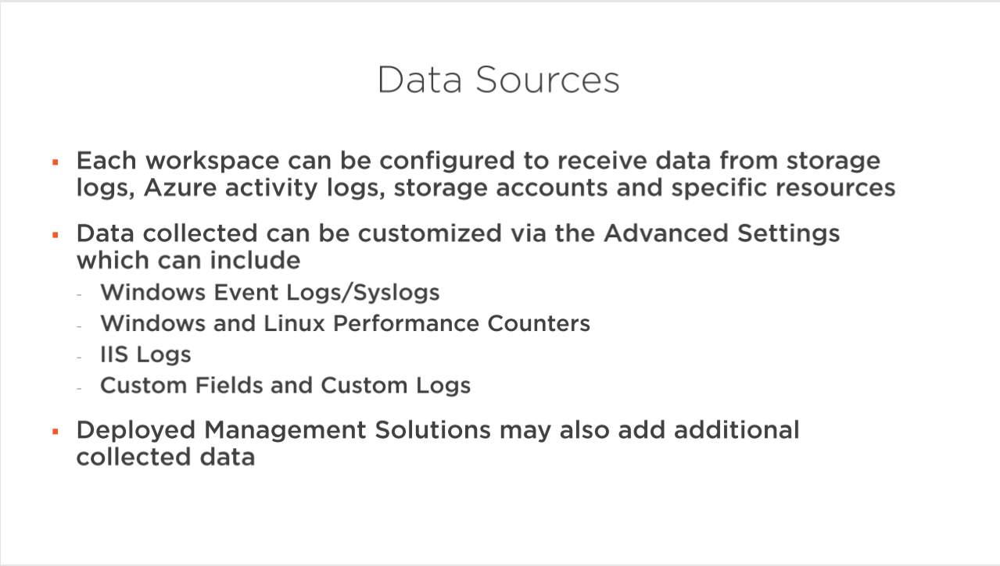 Data Sources
Each workspace can be configured to receive data from storage
logs, Azure activity logs, storage accounts and specific resources
Data collected can be customized via the Advanced Settings
which can include
- Windows Event Logs/Syslogs
- Windows and Linux Performance Counters
- IIS Logs
- Custom Fields and Custom Logs
Deployed Management Solutions may also add additional
collected data